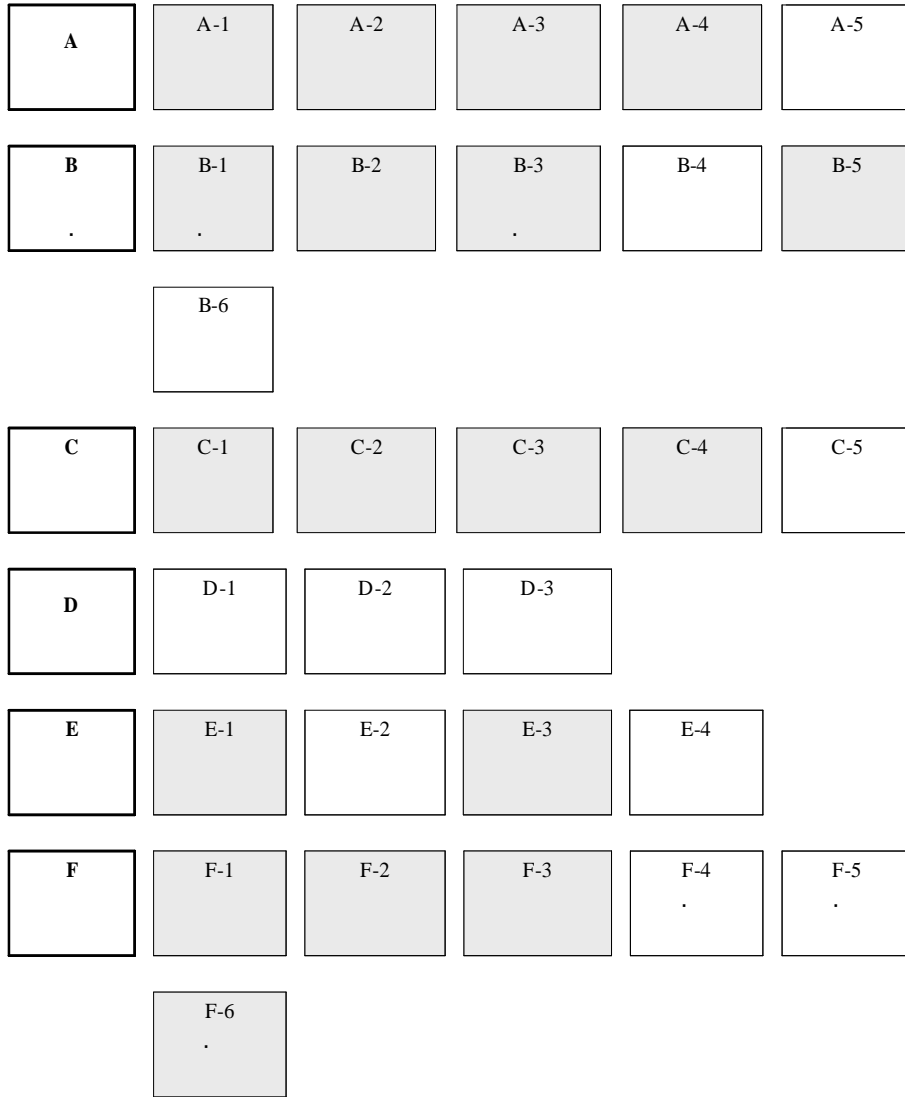 A A-1 A-2 A-3 A-4 A-5
B B-1 B-2 B-3 B-4 B-5
. . .
B-6
C C-1 C-2 C-3 C-4 C-5
D D-1 D-2 D-3
E E-1 E-2 E-3 E-4
F F-1 F-2 F-3 F-4 F-5
. .
F-6
.